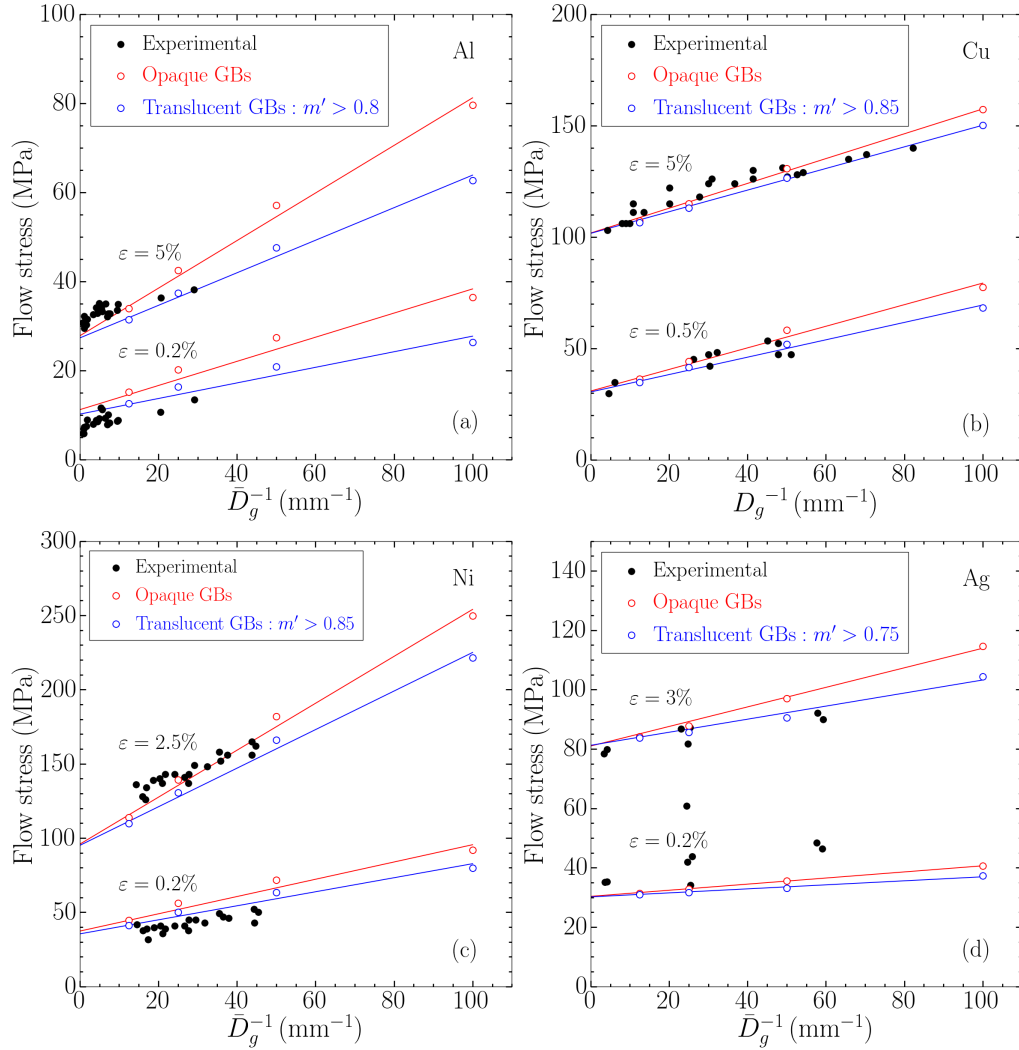 100
80
60
40
20
0
Flow stress (MPa)
Experimental
Opaque GBs
Translucent GBs : m′ > 0.8
Al
ε = 5%
ε = 0.2%
(a)
0 20 40 60 80 100
D̄g⁻¹ (mm⁻¹)
200
150
100
50
0
Flow stress (MPa)
Experimental
Opaque GBs
Translucent GBs : m′ > 0.85
Cu
ε = 5%
ε = 0.5%
(b)
0 20 40 60 80 100
Dg⁻¹ (mm⁻¹)
300
250
200
150
100
50
0
Flow stress (MPa)
Experimental
Opaque GBs
Translucent GBs : m′ > 0.85
Ni
ε = 2.5%
ε = 0.2%
(c)
0 20 40 60 80 100
D̄g⁻¹ (mm⁻¹)
140
120
100
80
60
40
20
0
Flow stress (MPa)
Experimental
Opaque GBs
Translucent GBs : m′ > 0.75
Ag
ε = 3%
ε = 0.2%
(d)
0 20 40 60 80 100
D̄g⁻¹ (mm⁻¹)